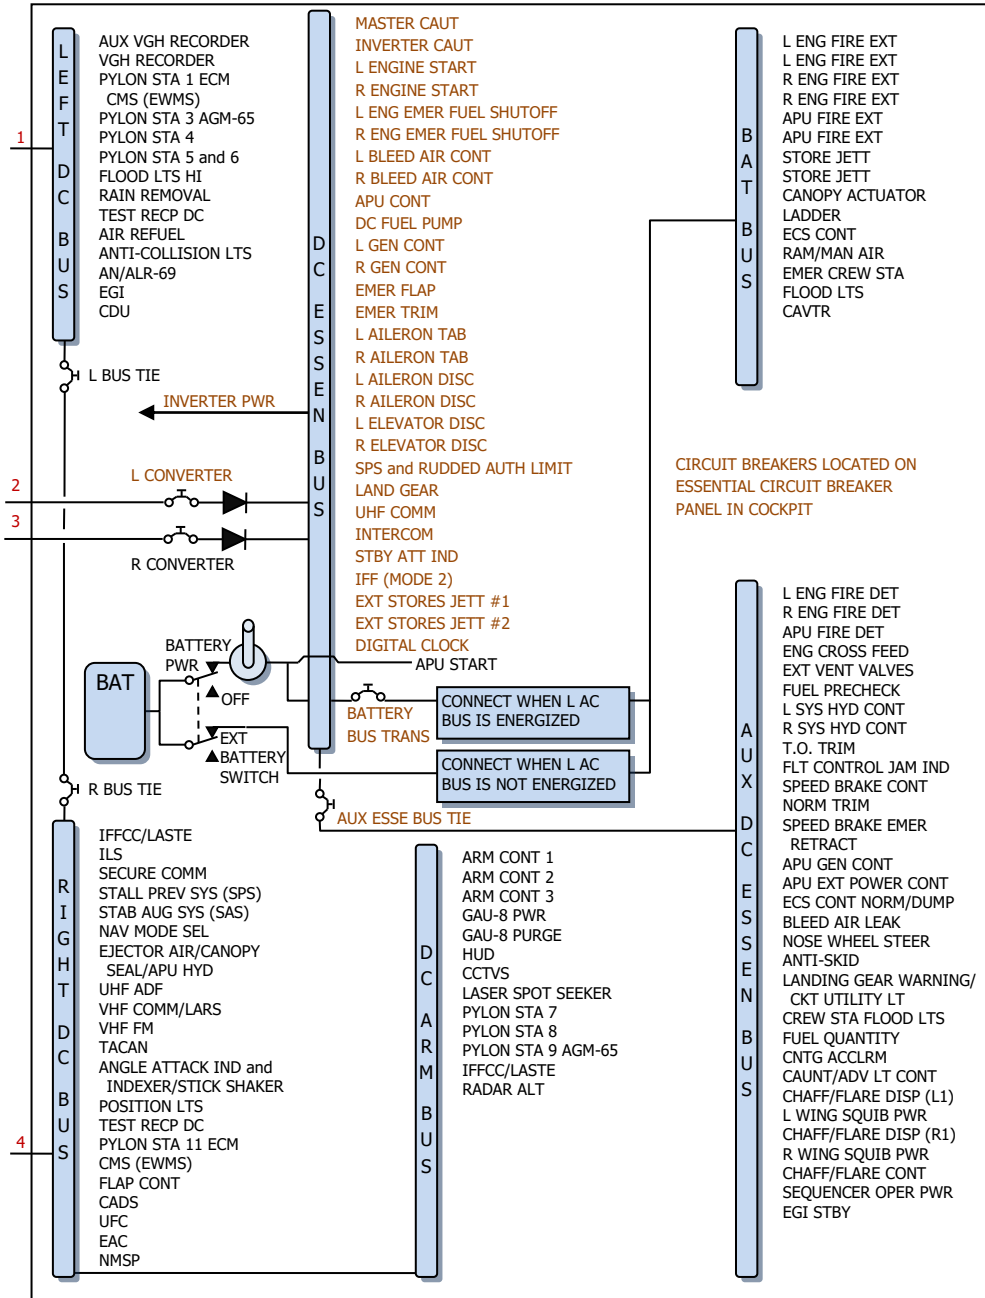 LEFT DC BUS
AUX VGH RECORDER
VGH RECORDER
PYLON STA 1 ECM
CMS (EWMS)
PYLON STA 3 AGM-65
PYLON STA 4
PYLON STA 5 and 6
FLOOD LTS HI
RAIN REMOVAL
TEST RECP DC
AIR REFUEL
ANTI-COLLISION LTS
AN/ALR-69
EGI
CDU
1
L BUS TIE
INVERTER PWR
L CONVERTER
2
3
R CONVERTER
DC ESSEN BUS
MASTER CAUT
INVERTER CAUT
L ENGINE START
R ENGINE START
L ENG EMER FUEL SHUTOFF
R ENG EMER FUEL SHUTOFF
L BLEED AIR CONT
R BLEED AIR CONT
APU CONT
DC FUEL PUMP
L GEN CONT
R GEN CONT
EMER FLAP
EMER TRIM
L AILERON TAB
R AILERON TAB
L AILERON DISC
R AILERON DISC
L ELEVATOR DISC
R ELEVATOR DISC
SPS and RUDDED AUTH LIMIT
LAND GEAR
UHF COMM
INTERCOM
STBY ATT IND
IFF (MODE 2)
EXT STORES JETT #1
EXT STORES JETT #2
DIGITAL CLOCK
BAT BUS
L ENG FIRE EXT
L ENG FIRE EXT
R ENG FIRE EXT
R ENG FIRE EXT
APU FIRE EXT
APU FIRE EXT
STORE JETT
STORE JETT
CANOPY ACTUATOR
LADDER
ECS CONT
RAM/MAN AIR
EMER CREW STA
FLOOD LTS
CAVTR
CIRCUIT BREAKERS LOCATED ON
ESSENTIAL CIRCUIT BREAKER
PANEL IN COCKPIT
BAT
BATTERY
PWR
OFF
EXT
BATTERY
SWITCH
APU START
BATTERY
BUS TRANS
CONNECT WHEN L AC
BUS IS ENERGIZED
CONNECT WHEN L AC
BUS IS NOT ENERGIZED
R BUS TIE
AUX ESSE BUS TIE
RIGHT DC BUS
IFFCC/LASTE
ILS
SECURE COMM
STALL PREV SYS (SPS)
STAB AUG SYS (SAS)
NAV MODE SEL
EJECTOR AIR/CANOPY
SEAL/APU HYD
UHF ADF
VHF COMM/LARS
VHF FM
TACAN
ANGLE ATTACK IND and
INDEXER/STICK SHAKER
POSITION LTS
TEST RECP DC
PYLON STA 11 ECM
CMS (EWMS)
FLAP CONT
CADS
UFC
EAC
NMSP
4
DC ARM BUS
ARM CONT 1
ARM CONT 2
ARM CONT 3
GAU-8 PWR
GAU-8 PURGE
HUD
CCTVS
LASER SPOT SEEKER
PYLON STA 7
PYLON STA 8
PYLON STA 9 AGM-65
IFFCC/LASTE
RADAR ALT
AUX DC ESSEN BUS
L ENG FIRE DET
R ENG FIRE DET
APU FIRE DET
ENG CROSS FEED
EXT VENT VALVES
FUEL PRECHECK
L SYS HYD CONT
R SYS HYD CONT
T.O. TRIM
FLT CONTROL JAM IND
SPEED BRAKE CONT
NORM TRIM
SPEED BRAKE EMER
RETRACT
APU GEN CONT
APU EXT POWER CONT
ECS CONT NORM/DUMP
BLEED AIR LEAK
NOSE WHEEL STEER
ANTI-SKID
LANDING GEAR WARNING/
CKT UTILITY LT
CREW STA FLOOD LTS
FUEL QUANTITY
CNTG ACCLRM
CAUNT/ADV LT CONT
CHAFF/FLARE DISP (L1)
L WING SQUIB PWR
CHAFF/FLARE DISP (R1)
R WING SQUIB PWR
CHAFF/FLARE CONT
SEQUENCER OPER PWR
EGI STBY